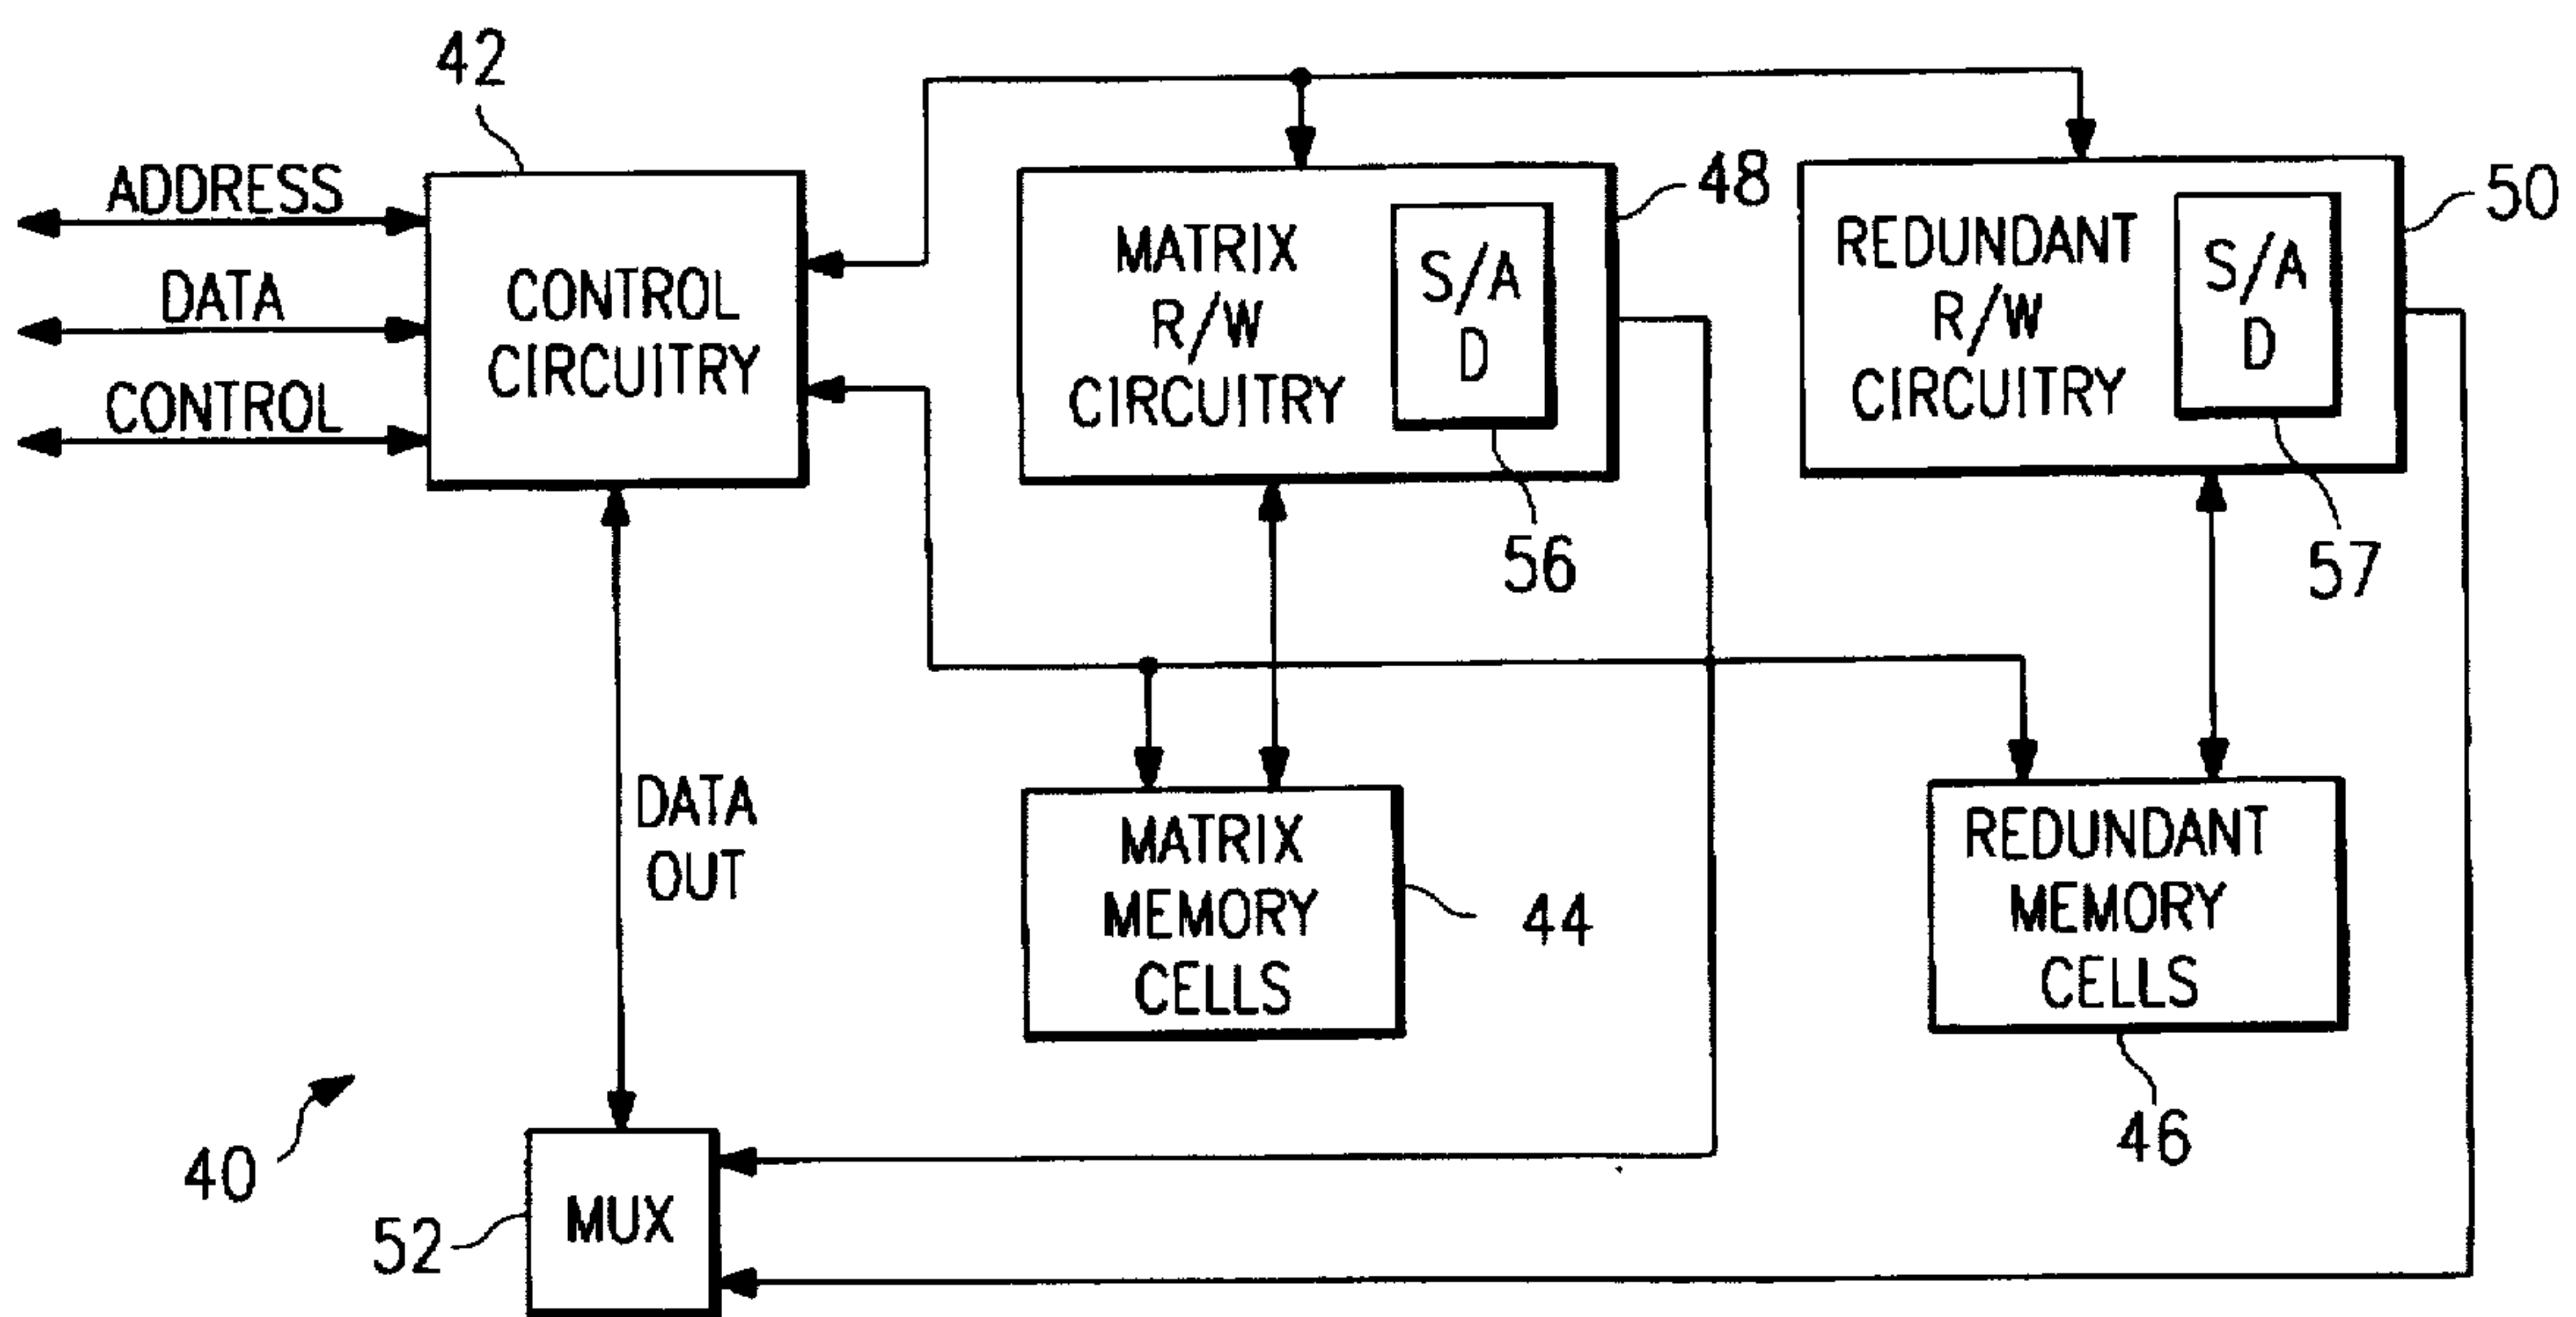 42
ADDRESS
DATA
CONTROL
CONTROL
CIRCUITRY
MATRIX
R/W
CIRCUITRY
S/A
D
48
56
REDUNDANT
R/W
CIRCUITRY
S/A
D
50
57
DATA
OUT
MATRIX
MEMORY
CELLS
44
REDUNDANT
MEMORY
CELLS
46
40
MUX
52